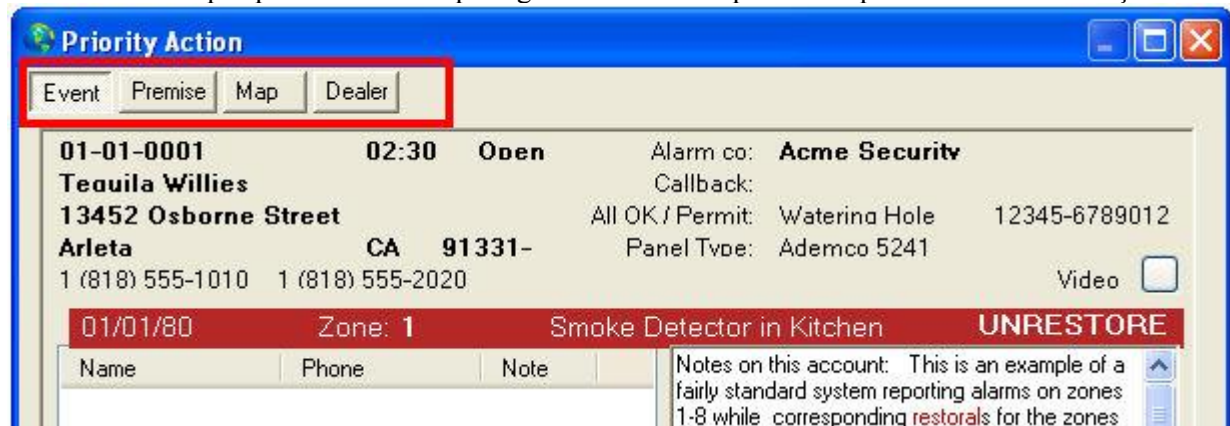 Priority Action
Event Premise Map Dealer
01-01-0001 02:30 Open Alarm co: Acme Security
Tequila Willies Callback:
13452 Osborne Street All OK / Permit: Watering Hole 12345-6789012
Arleta CA 91331- Panel Type: Ademco 5241
1 (818) 555-1010 1 (818) 555-2020 Video
01/01/80 Zone: 1 Smoke Detector in Kitchen UNRESTORE
Name Phone Note
Notes on this account: This is an example of a
fairly standard system reporting alarms on zones
1-8 while corresponding restorals for the zones